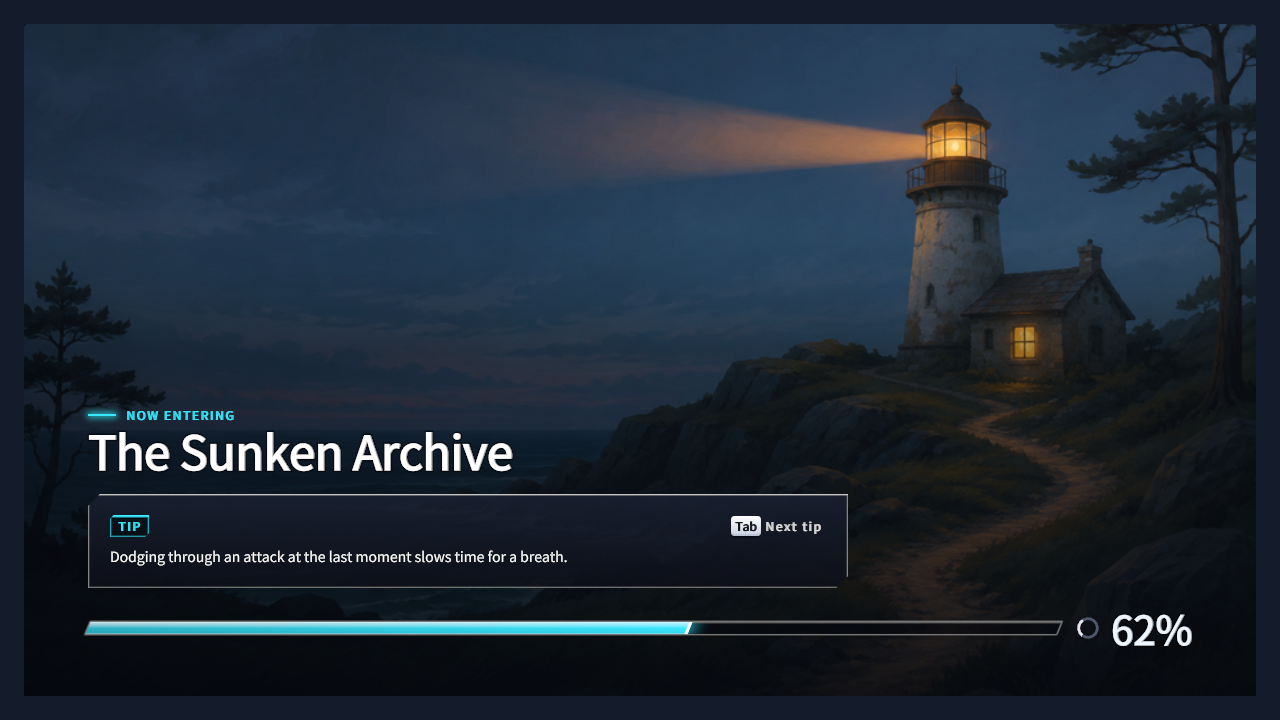 NOW ENTERING
The Sunken Archive
TIP
Tab Next tip
Dodging through an attack at the last moment slows time for a breath.
62%